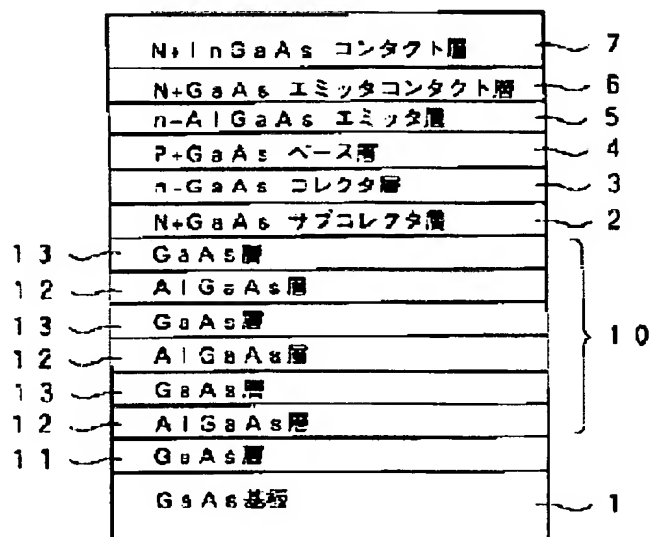 N+InGaAs コンタクト層 7
N+GaAs エミッタコンタクト層 6
n-AlGaAs エミッタ層 5
P+GaAs ベース層 4
n-GaAs コレクタ層 3
N+GaAs サブコレクタ層 2
13 GaAs層
12 AlGaAs層
13 GaAs層
10
12 AlGaAs層
13 GaAs層
12 AlGaAs層
11 GaAs層
GaAs基板 1